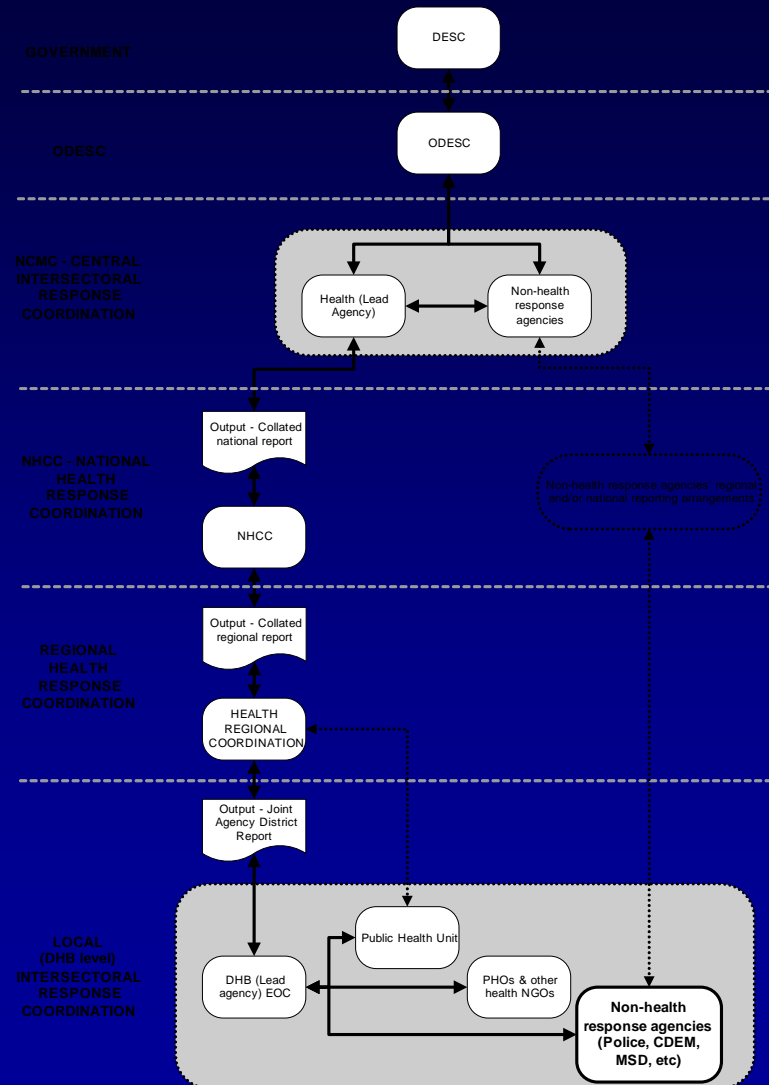 GOVERNMENT
DESC
ODESC
ODESC
NCMC - CENTRAL
INTERSECTORAL
RESPONSE
COORDINATION
Health (Lead
Agency)
Non-health
response
agencies
NHCC - NATIONAL
HEALTH
RESPONSE
COORDINATION
Output - Collated
national report
NHCC
Non-health response agencies' regional
and/or national reporting arrangements
REGIONAL
HEALTH
RESPONSE
COORDINATION
Output - Collated
regional report
HEALTH
REGIONAL
COORDINATION
Output - Joint
Agency District
Report
LOCAL
(DHB level)
INTERSECTORAL
RESPONSE
COORDINATION
Public Health Unit
DHB (Lead
agency) EOC
PHOs & other
health NGOs
Non-health
response agencies
(Police, CDEM,
MSD, etc)